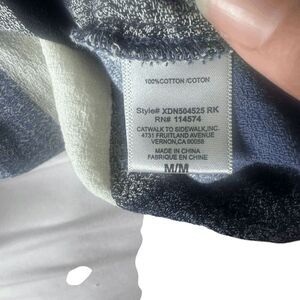 100%COTTON /COTON
Style# XDN504525 RK
RN# 114574
CATWALK TO SIDEWALK,INC.
4731 FRUITLAND AVENUE
VERNON,CA 90058
MADE IN CHINA
FABRIQUE EN CHINE
M/M